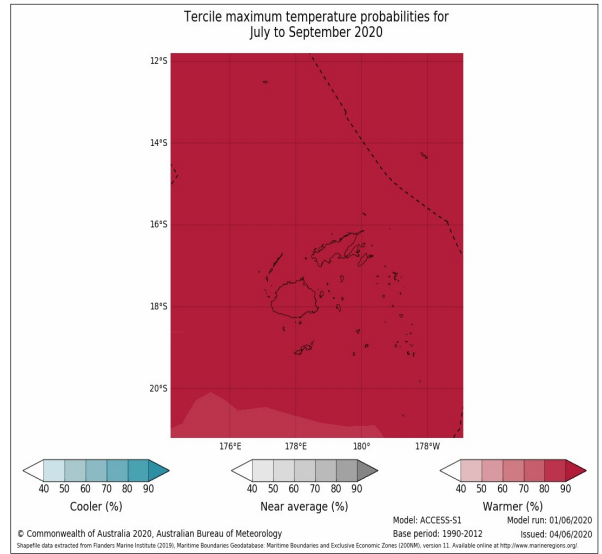 Tercile maximum temperature probabilities for
July to September 2020
12°S
14°S
16°S
18°S
20°S
176°E 178°E 180° 178°W
40 50 60 70 80 90
Cooler (%)
40 50 60 70 80 90
Near average (%)
40 50 60 70 80 90
Warmer (%)
Model: ACCESS-S1 Model run: 01/06/2020
© Commonwealth of Australia 2020, Australian Bureau of Meteorology Base period: 1990-2012 Issued: 04/06/2020
Shapefile data extracted from Flanders Marine Institute (2019), Maritime Boundaries Geodatabase: Maritime Boundaries and Exclusive Economic Zones (200NM), version 11. Available online at http://www.marineregions.org/.